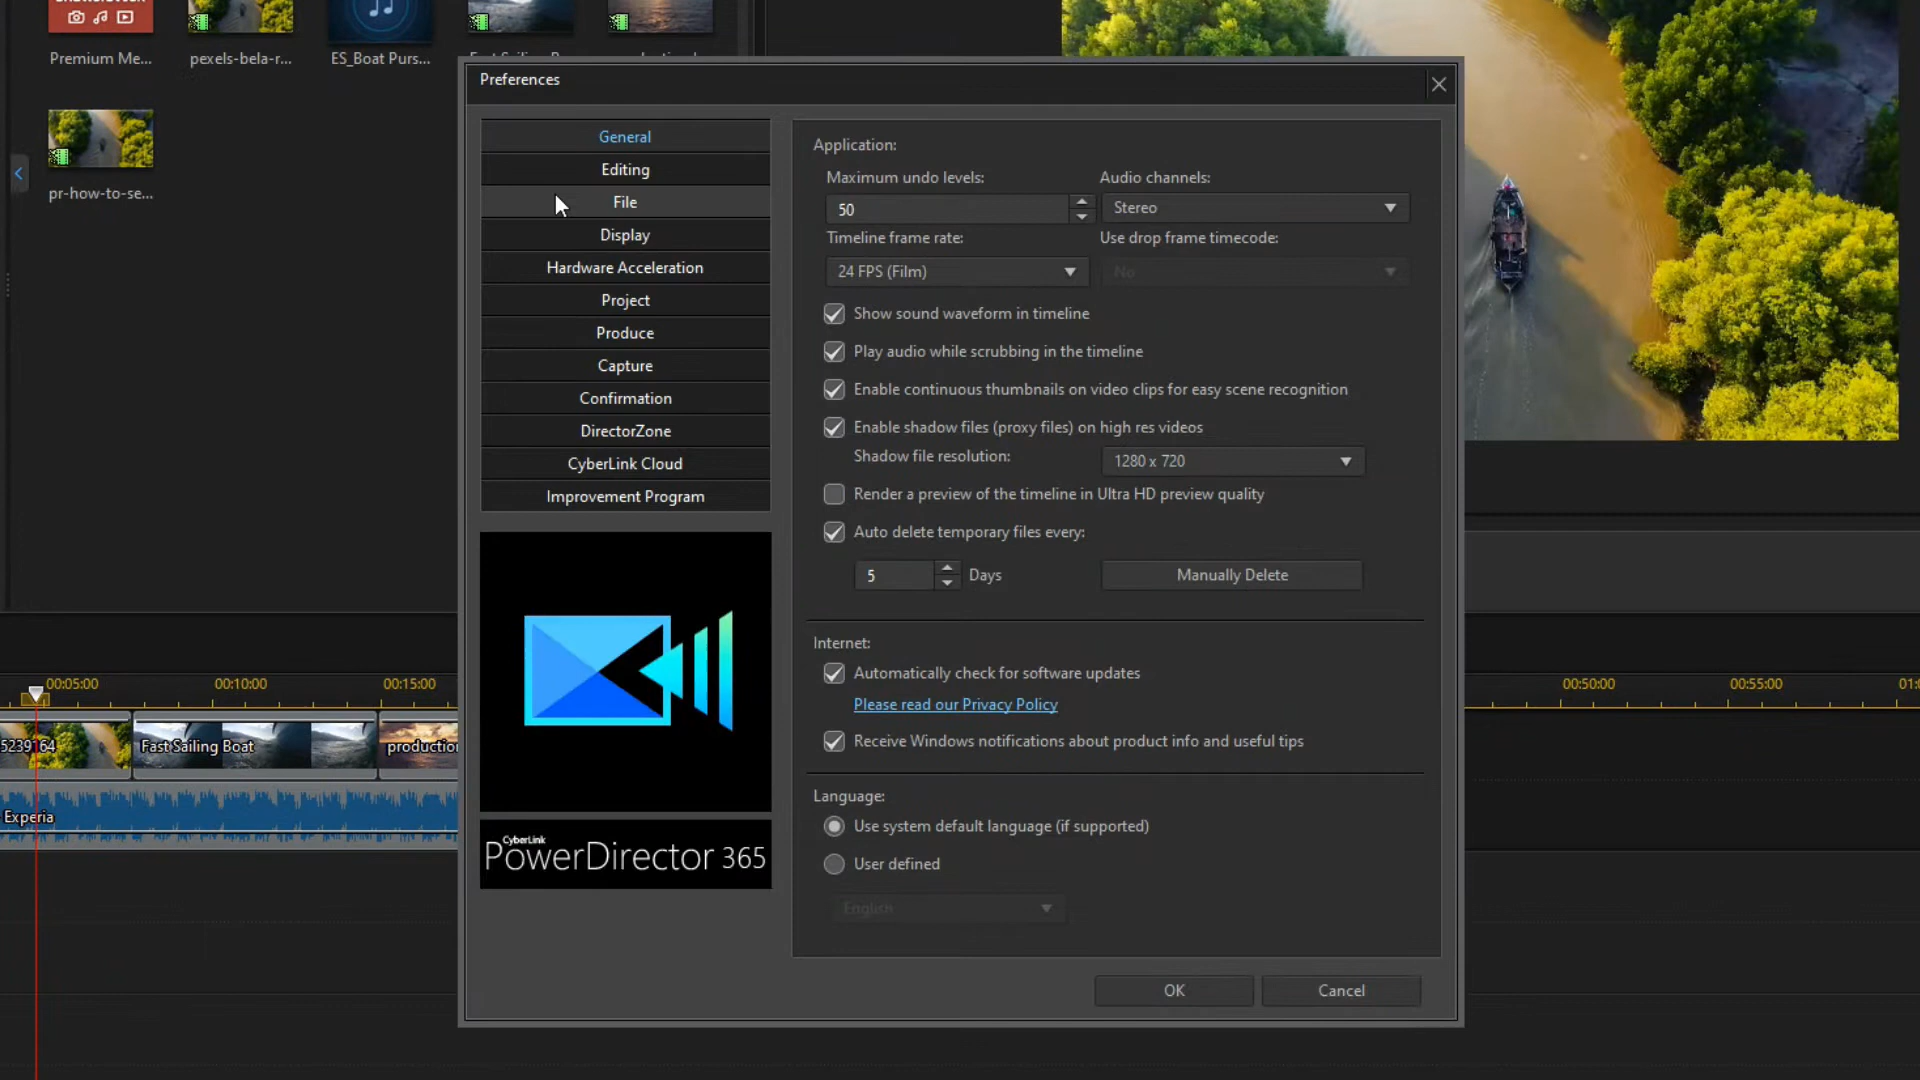 Premium Me...
pexels-bela-r...
ES_Boat Purs...
pr-how-to-se...
Preferences
General
Editing
File
Display
Hardware Acceleration
Project
Produce
Capture
Confirmation
DirectorZone
CyberLink Cloud
Improvement Program
CyberLink
PowerDirector 365
Application:
Maximum undo levels:
Audio channels:
50
Stereo
Timeline frame rate:
Use drop frame timecode:
24 FPS (Film)
No
Show sound waveform in timeline
Play audio while scrubbing in the timeline
Enable continuous thumbnails on video clips for easy scene recognition
Enable shadow files (proxy files) on high res videos
Shadow file resolution:
1280 x 720
Render a preview of the timeline in Ultra HD preview quality
Auto delete temporary files every:
5
Days
Manually Delete
Internet:
Automatically check for software updates
Please read our Privacy Policy
Receive Windows notifications about product info and useful tips
Language:
Use system default language (if supported)
User defined
English
OK
Cancel
00:05:00
00:10:00
00:15:00
00:50:00
00:55:00
01:0
5239164
Fast Sailing Boat
production
Experia